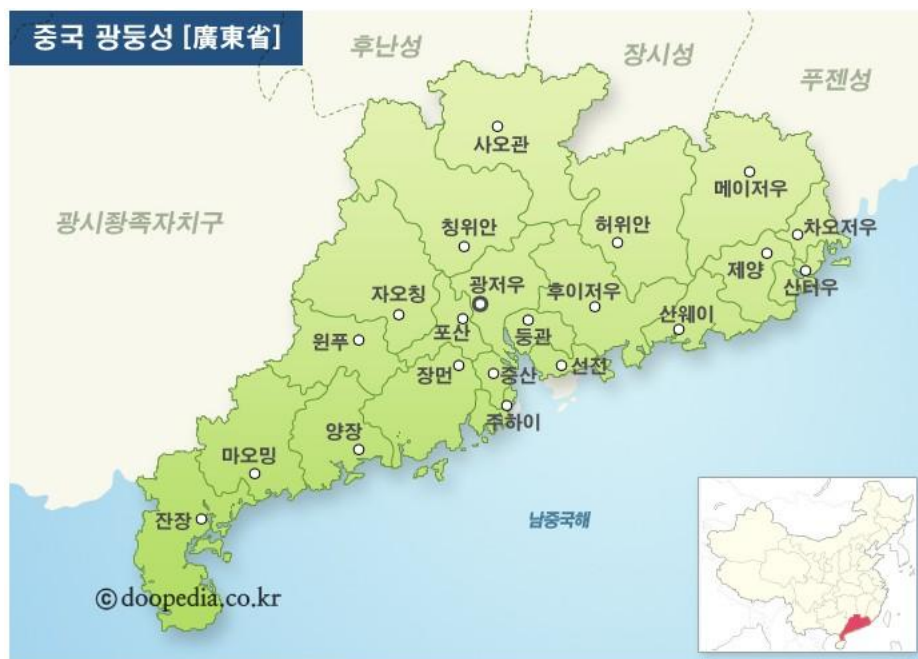 중국 광둥성 [廣東省]
후난성
장시성
푸젠성
사오관
메이저우
광시좡족자치구
칭위안
허위안
차오저우
제양
광저우
산터우
자오칭
후이저우
포산
둥관
산웨이
윈푸
장먼
중산
선전
주하이
양장
마오밍
잔장
남중국해
ⓒ doopedia.co.kr